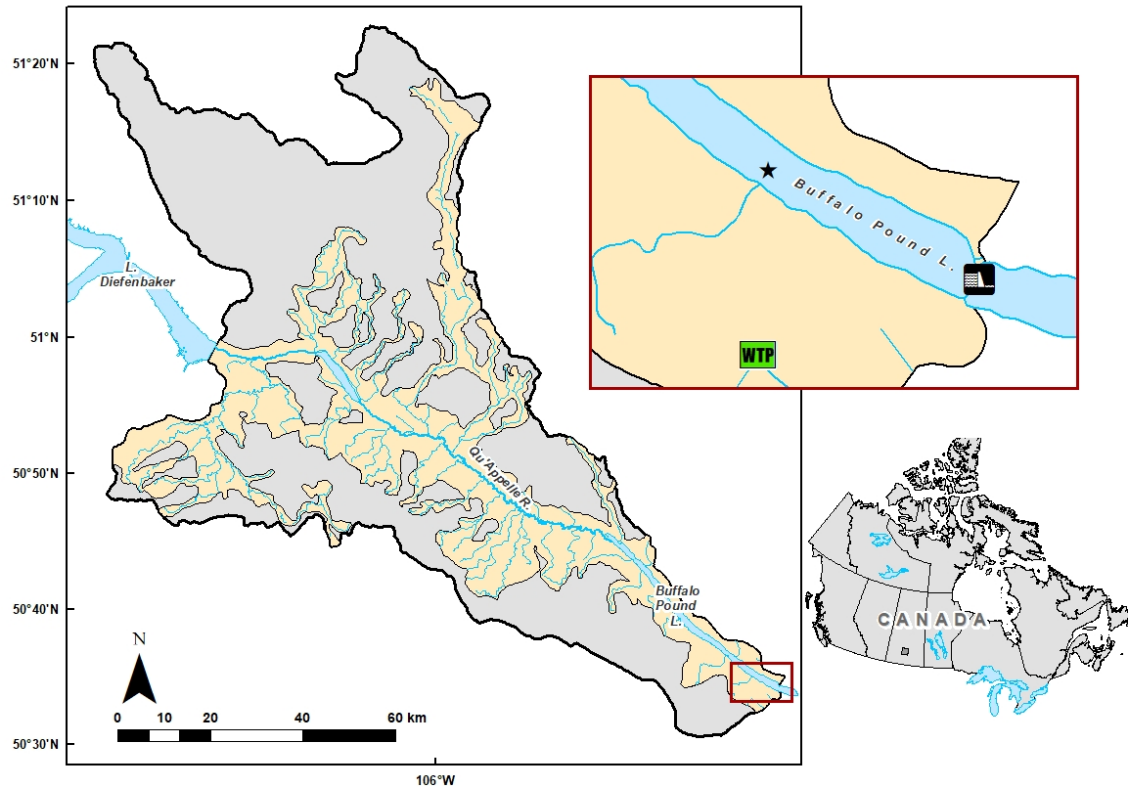 51°20'N
51°10'N
51°N
50°50'N
50°40'N
50°30'N
106°W
L.
Diefenbaker
Qu'Appelle R.
Buffalo
Pound
L.
N
0 10 20 40 60 km
Buffalo Pound L.
WTP
CANADA